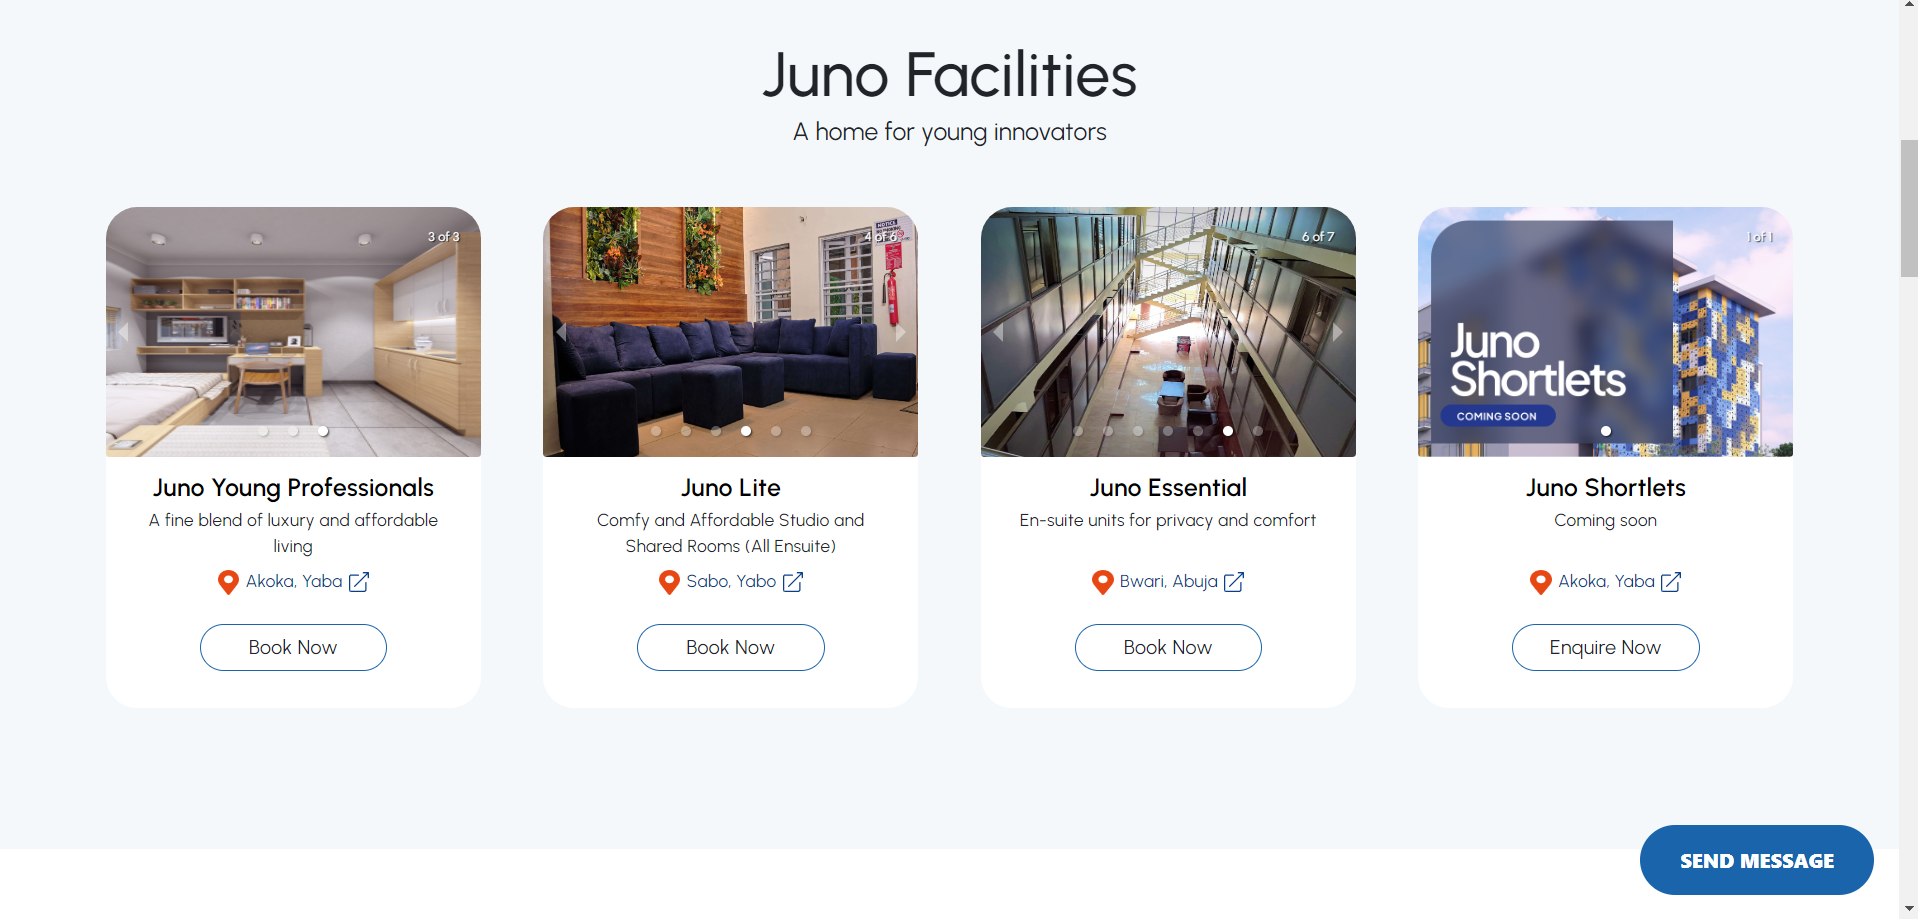 Juno Facilities
A home for young innovators
3 of 3
4 of 6
NOTICE
6 of 7
1 of 1
Juno
Shortlets
COMING SOON
Juno Young Professionals
A fine blend of luxury and affordable
living
Akoka, Yaba
Book Now
Juno Lite
Comfy and Affordable Studio and
Shared Rooms (All Ensuite)
Sabo, Yabo
Book Now
Juno Essential
En-suite units for privacy and comfort
Bwari, Abuja
Book Now
Juno Shortlets
Coming soon
Akoka, Yaba
Enquire Now
SEND MESSAGE